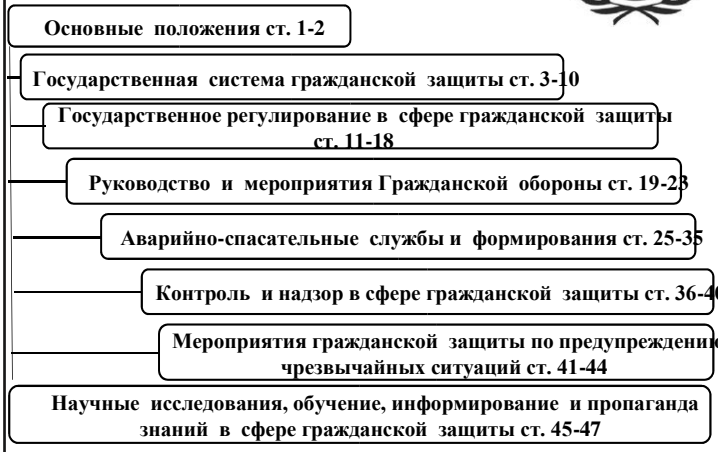 Основные положения ст. 1-2
Государственная система гражданской защиты ст. 3-10
Государственное регулирование в сфере гражданской защиты
ст. 11-18
Руководство и мероприятия Гражданской обороны ст. 19-23
Аварийно-спасательные службы и формирования ст. 25-35
Контроль и надзор в сфере гражданской защиты ст. 36-40
Мероприятия гражданской защиты по предупреждению
чрезвычайных ситуаций ст. 41-44
Научные исследования, обучение, информирование и пропаганда
знаний в сфере гражданской защиты ст. 45-47